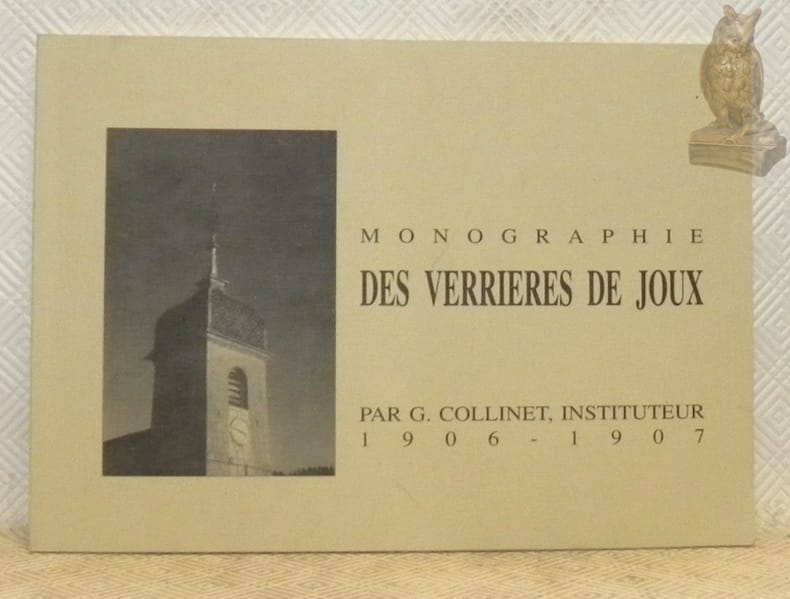 MONOGRAPHIE
DES VERRIERES DE JOUX
PAR G. COLLINET, INSTITUTEUR
1906-1907